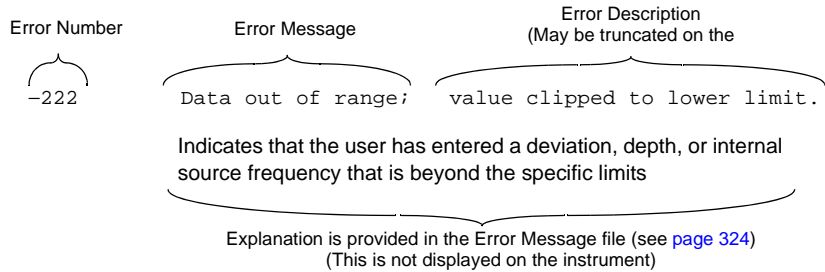 Error Number Error Message Error Description
(May be truncated on the
−222 Data out of range; value clipped to lower limit.
Indicates that the user has entered a deviation, depth, or internal
source frequency that is beyond the specific limits
Explanation is provided in the Error Message file (see page 324)
(This is not displayed on the instrument)